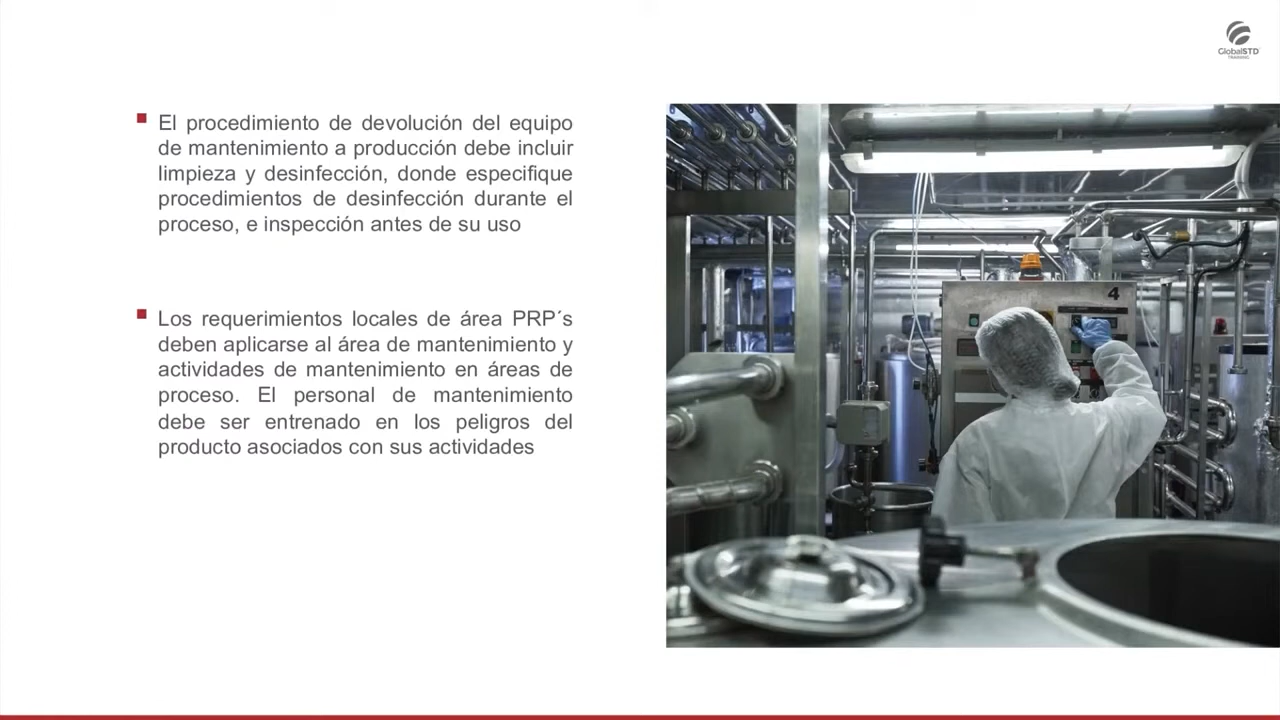 GlobalSTD
TRAINING
El procedimiento de devolución del equipo
de mantenimiento a producción debe incluir
limpieza y desinfección, donde especifique
procedimientos de desinfección durante el
proceso, e inspección antes de su uso
Los requerimientos locales de área PRP´s
deben aplicarse al área de mantenimiento y
actividades de mantenimiento en áreas de
proceso. El personal de mantenimiento
debe ser entrenado en los peligros del
producto asociados con sus actividades
4